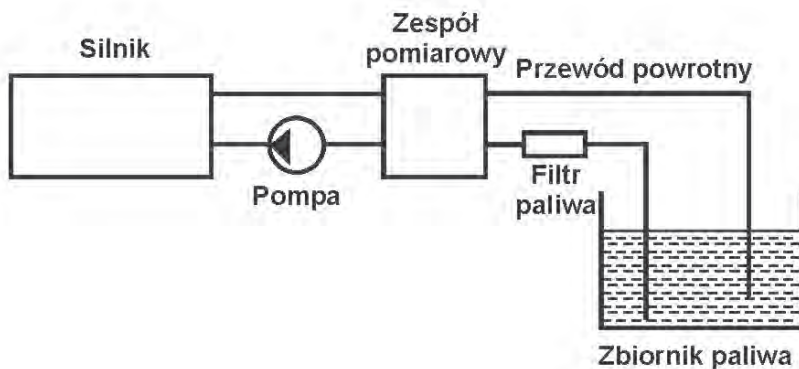 Silnik
Zespół
pomiarowy
Przewód powrotny
Pompa
Filtr
paliwa
Zbiornik paliwa